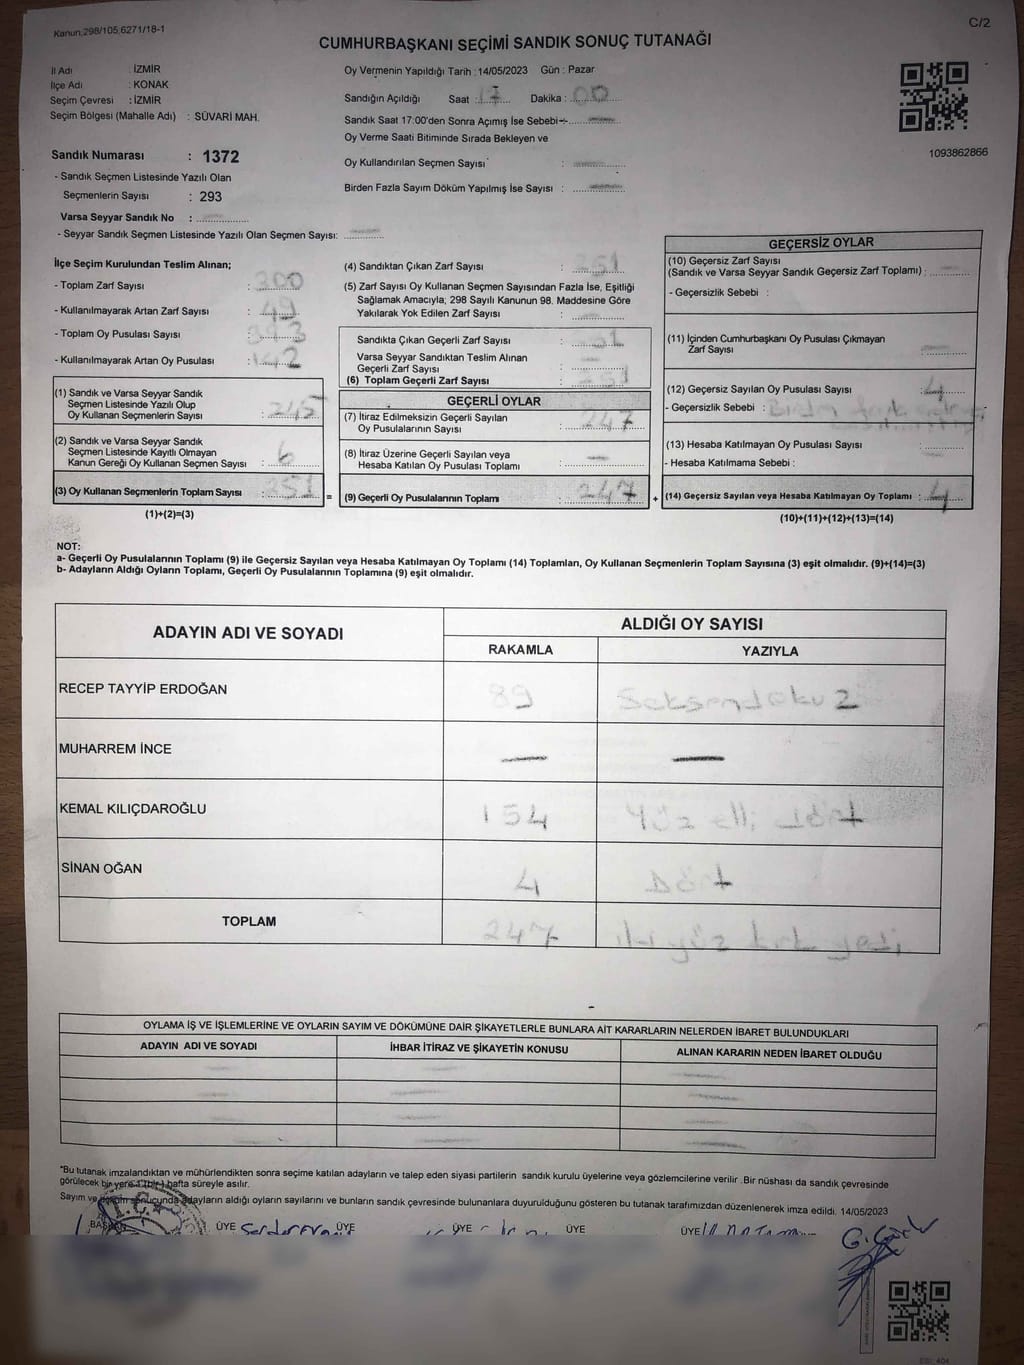 Kanun,298/105;6271/18-1
C/2
CUMHURBAŞKANI SEÇİMİ SANDIK SONUÇ TUTANAĞI
İl Adı : İZMİR
İlçe Adı : KONAK
Seçim Çevresi : İZMİR
Seçim Bölgesi (Mahalle Adı) : SÜVARİ MAH.
Oy Vermenin Yapıldığı Tarih :14/05/2023 Gün : Pazar
Sandığın Açıldığı Saat : 17 Dakika : 00
Sandık Saat 17:00'den Sonra Açımış İse Sebebi
Oy Verme Saati Bitiminde Sırada Bekleyen ve
Oy Kullandırılan Seçmen Sayısı :
Birden Fazla Sayım Döküm Yapılmış İse Sayısı :
1093862866
Sandık Numarası : 1372
- Sandık Seçmen Listesinde Yazılı Olan
Seçmenlerin Sayısı : 293
Varsa Seyyar Sandık No :
- Seyyar Sandık Seçmen Listesinde Yazılı Olan Seçmen Sayısı:
İlçe Seçim Kurulundan Teslim Alınan;
- Toplam Zarf Sayısı : 300
- Kullanılmayarak Artan Zarf Sayısı : 49
- Toplam Oy Pusulası Sayısı : 393
- Kullanılmayarak Artan Oy Pusulası : 142
(1) Sandık ve Varsa Seyyar Sandık
Seçmen Listesinde Yazılı Olup
Oy Kullanan Seçmenlerin Sayısı : 245
(2) Sandık ve Varsa Seyyar Sandık
Seçmen Listesinde Kayıtlı Olmayan
Kanun Gereği Oy Kullanan Seçmen Sayısı : 6
(3) Oy Kullanan Seçmenlerin Toplam Sayısı : 251 =
(1)+(2)=(3)
(4) Sandıktan Çıkan Zarf Sayısı : 251
(5) Zarf Sayısı Oy Kullanan Seçmen Sayısından Fazla İse, Eşitliği
Sağlamak Amacıyla; 298 Sayılı Kanunun 98. Maddesine Göre
Yakılarak Yok Edilen Zarf Sayısı :
Sandıkta Çıkan Geçerli Zarf Sayısı : 251
Varsa Seyyar Sandıktan Teslim Alınan
Geçerli Zarf Sayısı :
(6) Toplam Geçerli Zarf Sayısı : 251
GEÇERLİ OYLAR
(7) İtiraz Edilmeksizin Geçerli Sayılan
Oy Pusulalarının Sayısı : 247
(8) İtiraz Üzerine Geçerli Sayılan veya
Hesaba Katılan Oy Pusulası Toplamı :
(9) Geçerli Oy Pusulalarının Toplamı : 247 +
GEÇERSİZ OYLAR
(10) Geçersiz Zarf Sayısı
(Sandık ve Varsa Seyyar Sandık Geçersiz Zarf Toplamı) :
- Geçersizlik Sebebi :
(11) İçinden Cumhurbaşkanı Oy Pusulası Çıkmayan
Zarf Sayısı :
(12) Geçersiz Sayılan Oy Pusulası Sayısı : 4
- Geçersizlik Sebebi :
(13) Hesaba Katılmayan Oy Pusulası Sayısı :
- Hesaba Katılmama Sebebi :
(14) Geçersiz Sayılan veya Hesaba Katılmayan Oy Toplamı : 4
(10)+(11)+(12)+(13)=(14)
NOT:
a- Geçerli Oy Pusulalarının Toplamı (9) ile Geçersiz Sayılan veya Hesaba Katılmayan Oy Toplamı (14) Toplamları, Oy Kullanan Seçmenlerin Toplam Sayısına (3) eşit olmalıdır. (9)+(14)=(3)
b- Adayların Aldığı Oyların Toplamı, Geçerli Oy Pusulalarının Toplamına (9) eşit olmalıdır.
ADAYIN ADI VE SOYADI ALDIĞI OY SAYISI
RAKAMLA YAZIYLA
RECEP TAYYİP ERDOĞAN 89 Seksendokuz
MUHARREM İNCE
KEMAL KILIÇDAROĞLU 154 Yüz elli dört
SİNAN OĞAN 4 Dört
TOPLAM 247 iki yüz kırk yedi
OYLAMA İŞ VE İŞLEMLERİNE VE OYLARIN SAYIM VE DÖKÜMÜNE DAİR ŞİKAYETLERLE BUNLARA AİT KARARLARIN NELERDEN İBARET BULUNDUKLARI
ADAYIN ADI VE SOYADI İHBAR İTİRAZ VE ŞİKAYETİN KONUSU ALINAN KARARIN NEDEN İBARET OLDUĞU
*Bu tutanak imzalandıktan ve mühürlendikten sonra seçime katılan adayların ve talep eden siyasi partilerin sandık kurulu üyelerine veya gözlemcilerine verilir .Bir nüshası da sandık çevresinde
görülecek bir yere 1 (bir) hafta süreyle asılır.
Sayım ve döküm sonucunda adayların aldığı oyların sayılarını ve bunların sandık çevresinde bulunanlara duyurulduğunu gösteren bu tutanak tarafımızdan düzenlenerek imza edildi. 14/05/2023
T.C.
BAŞKAN ÜYE ÜYE ÜYE ÜYE ÜYE